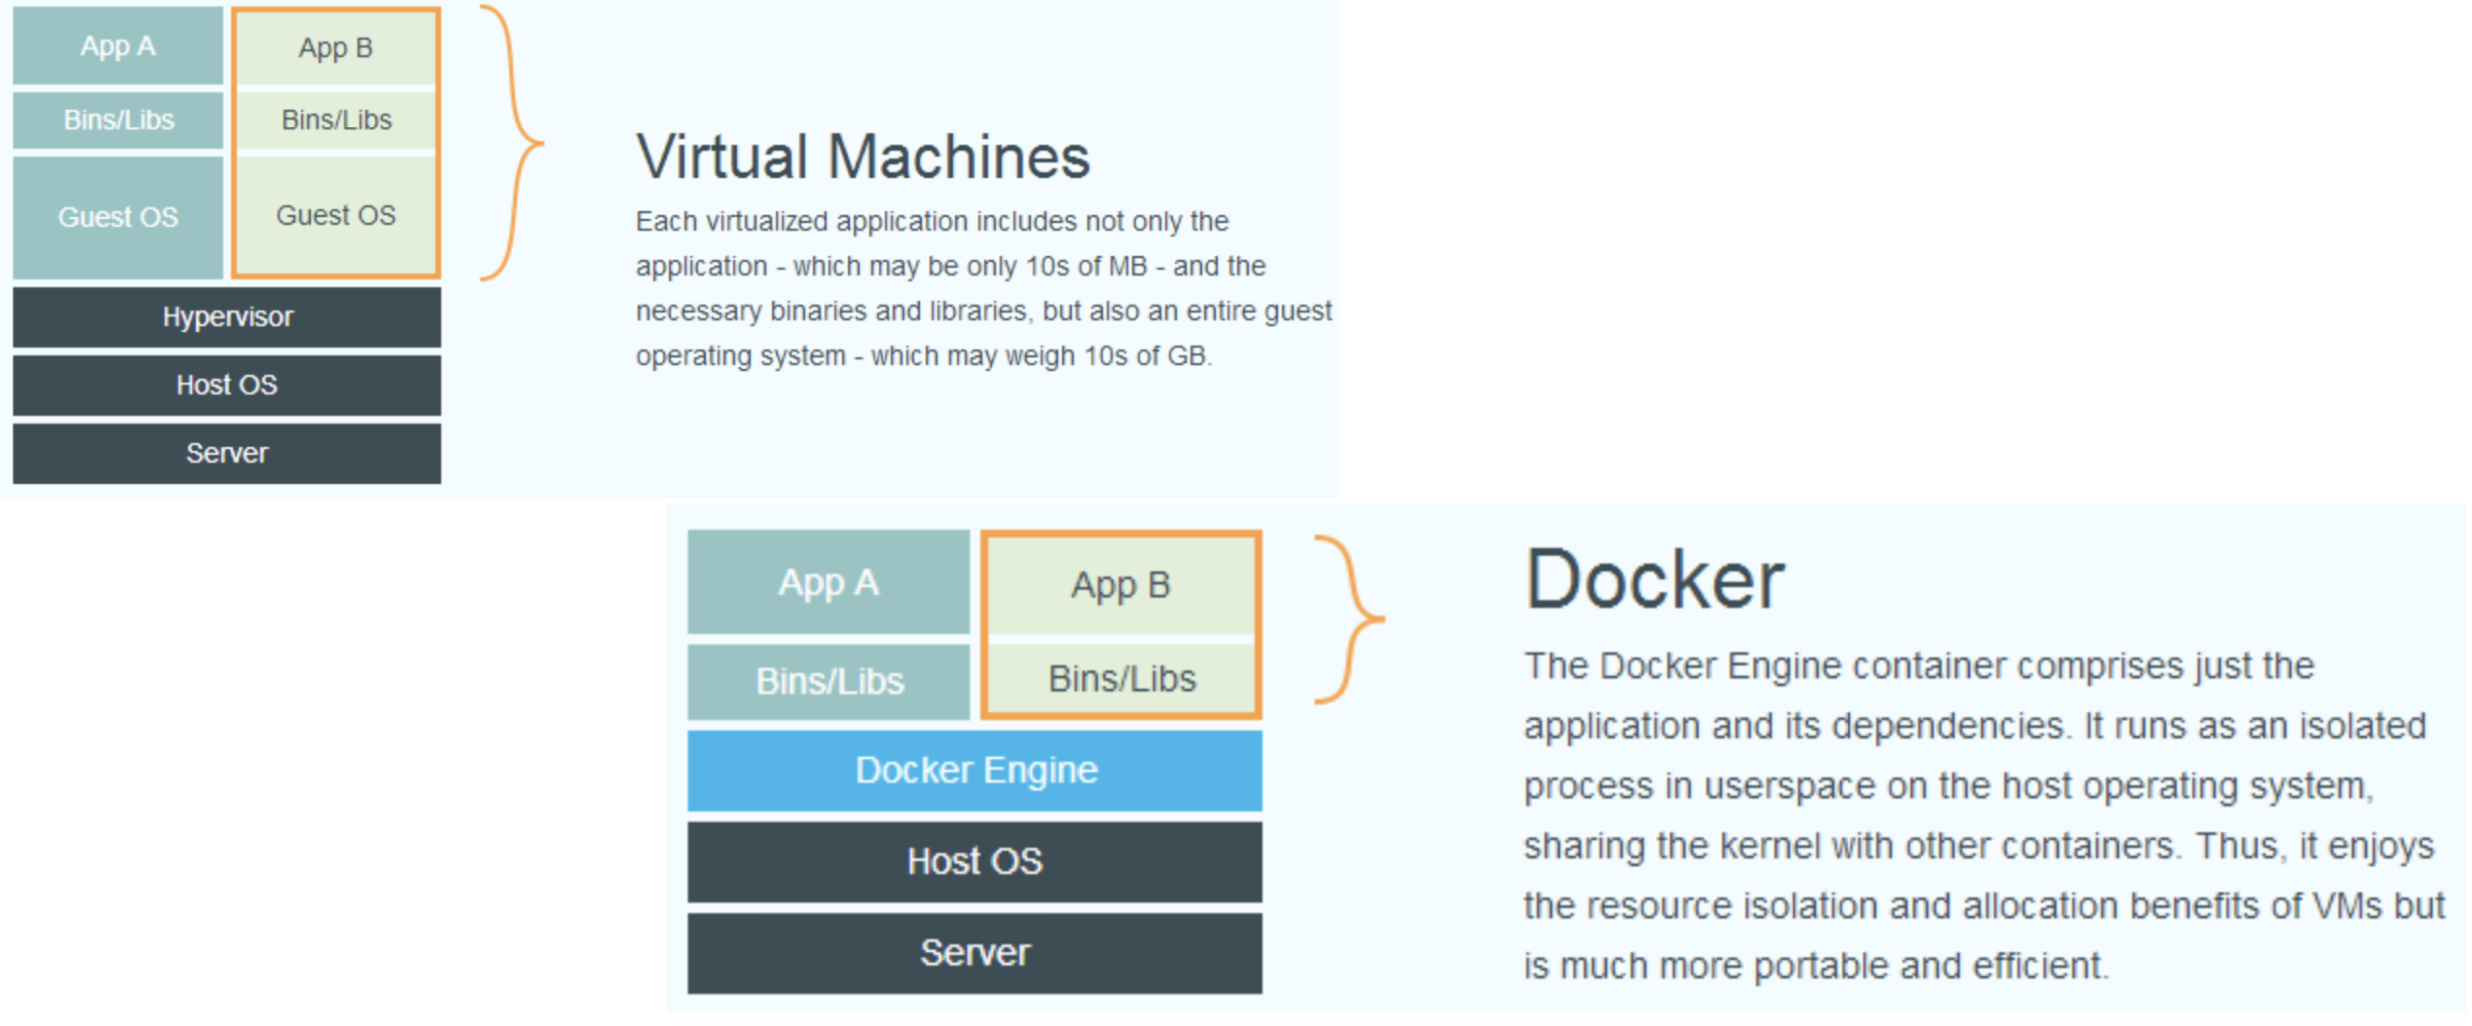 App A
App B
Bins/Libs
Bins/Libs
Guest OS
Guest OS
Hypervisor
Host OS
Server
Virtual Machines
Each virtualized application includes not only the
application - which may be only 10s of MB - and the
necessary binaries and libraries, but also an entire guest
operating system - which may weigh 10s of GB.
App A
App B
Bins/Libs
Bins/Libs
Docker Engine
Host OS
Server
Docker
The Docker Engine container comprises just the
application and its dependencies. It runs as an isolated
process in userspace on the host operating system,
sharing the kernel with other containers. Thus, it enjoys
the resource isolation and allocation benefits of VMs but
is much more portable and efficient.